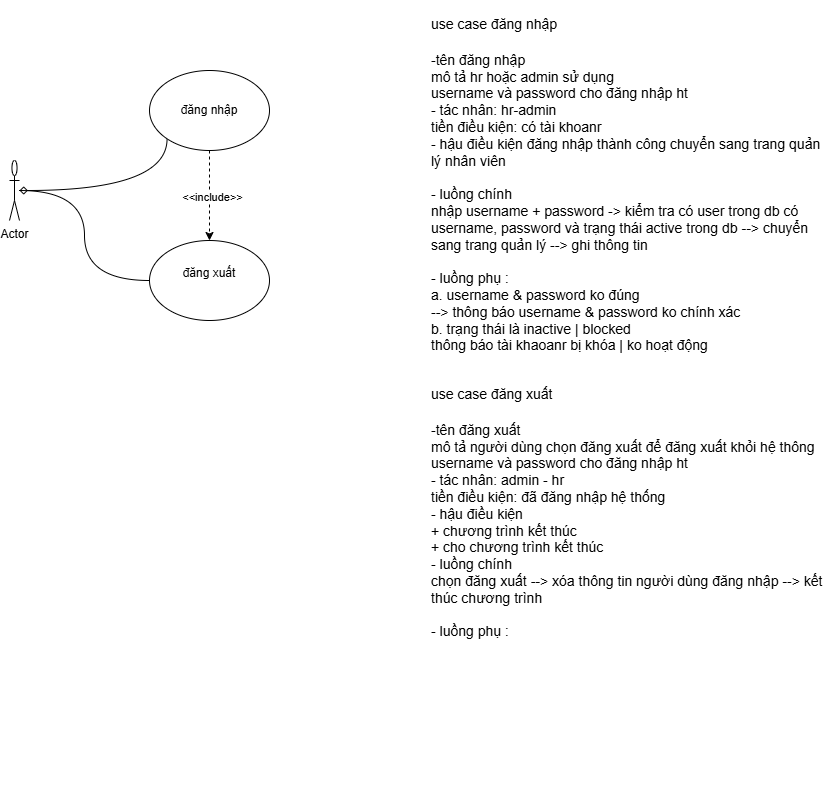 đăng nhập
<<include>>
Actor
đăng xuất
use case đăng nhập
-tên đăng nhập
mô tả hr hoặc admin sử dụng
username và password cho đăng nhập ht
- tác nhân: hr-admin
tiền điều kiện: có tài khoanr
- hậu điều kiện đăng nhập thành công chuyển sang trang quản
lý nhân viên
- luồng chính
nhập username + password -> kiểm tra có user trong db có
username, password và trạng thái active trong db --> chuyển
sang trang quản lý --> ghi thông tin
- luồng phụ :
a. username & password ko đúng
--> thông báo username & password ko chính xác
b. trạng thái là inactive | blocked
thông báo tài khaoanr bị khóa | ko hoạt động
use case đăng xuất
-tên đăng xuất
mô tả người dùng chọn đăng xuất để đăng xuất khỏi hệ thông
username và password cho đăng nhập ht
- tác nhân: admin - hr
tiền điều kiện: đã đăng nhập hệ thống
- hậu điều kiện
+ chương trình kết thúc
+ cho chương trình kết thúc
- luồng chính
chọn đăng xuất --> xóa thông tin người dùng đăng nhập --> kết
thúc chương trình
- luồng phụ :